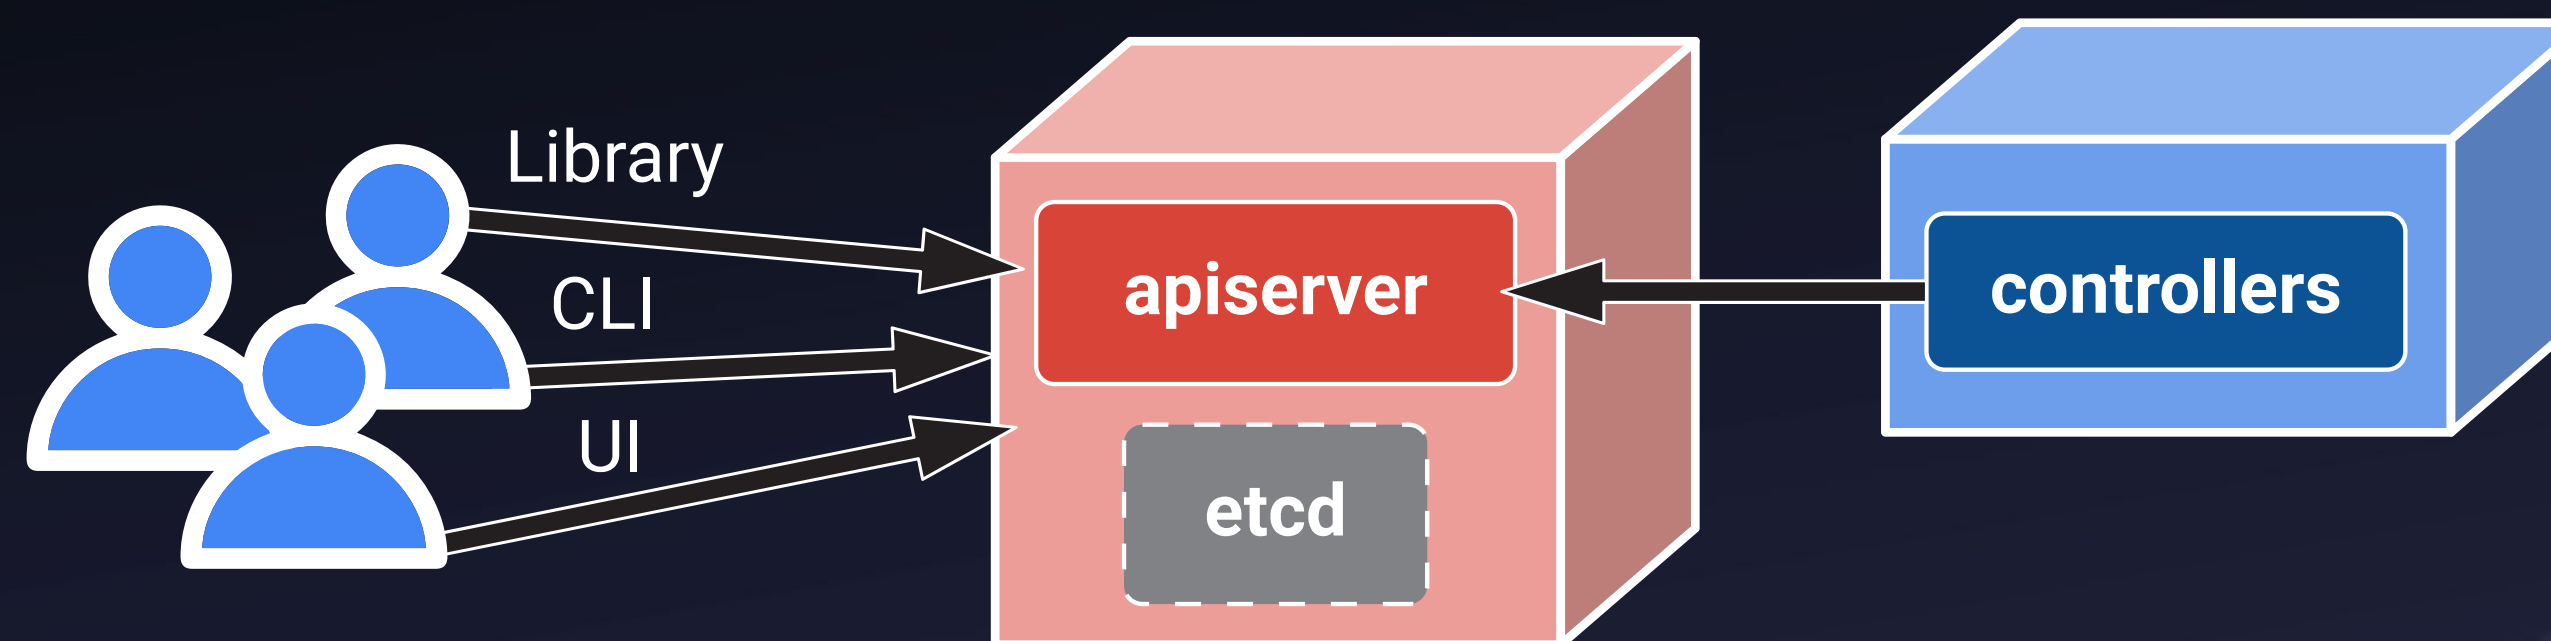 Library
CLI
UI
apiserver
etcd
controllers